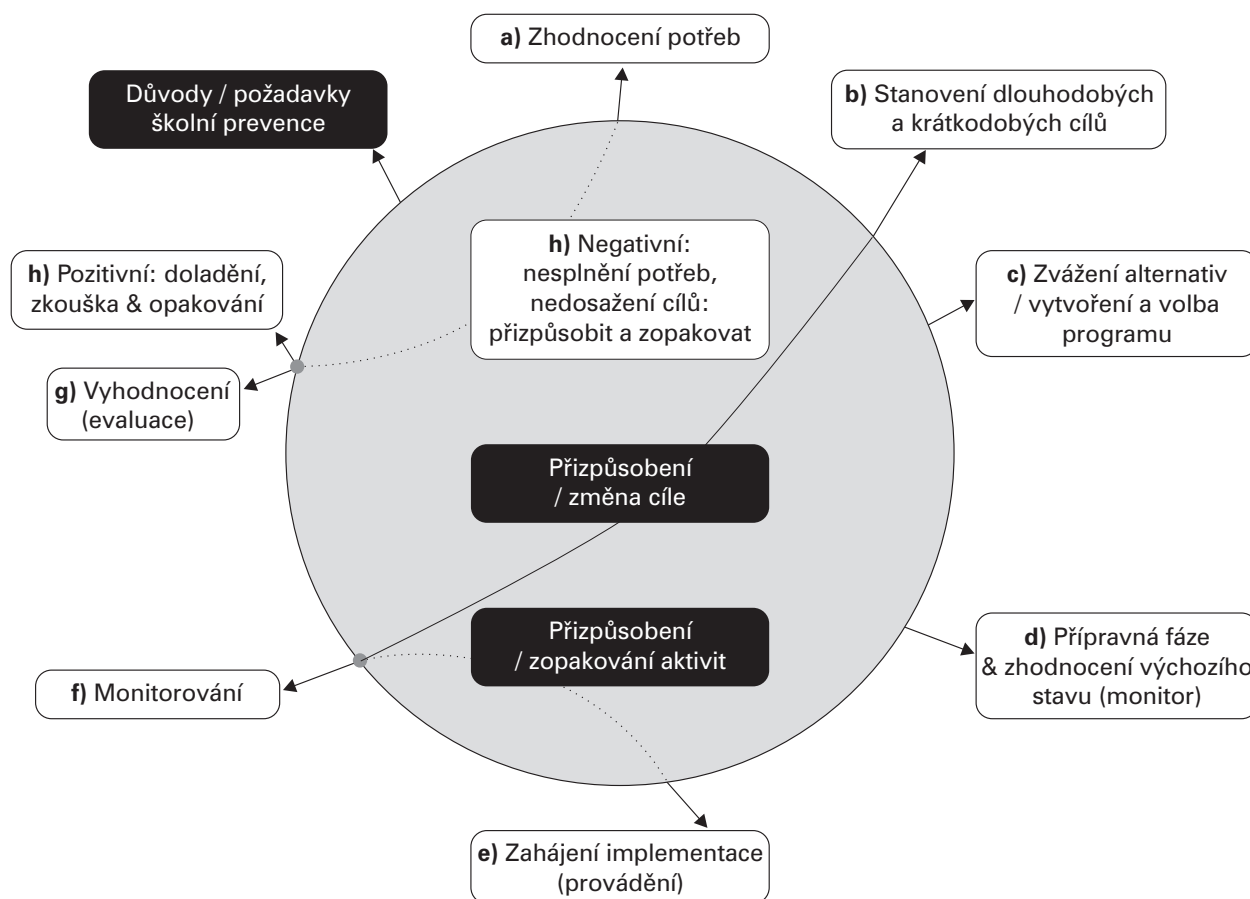 a) Zhodnocení potřeb
Důvody / požadavky
školní prevence
b) Stanovení dlouhodobých
a krátkodobých cílů
h) Negativní:
nesplnění potřeb,
nedosažení cílů:
přizpůsobit a zopakovat
h) Pozitivní: doladění,
zkouška & opakování
c) Zvážení alternativ
/ vytvoření a volba
programu
g) Vyhodnocení
(evaluace)
Přizpůsobení
/ změna cíle
Přizpůsobení
/ zopakování aktivit
d) Přípravná fáze
& zhodnocení výchozího
stavu (monitor)
f) Monitorování
e) Zahájení implementace
(provádění)